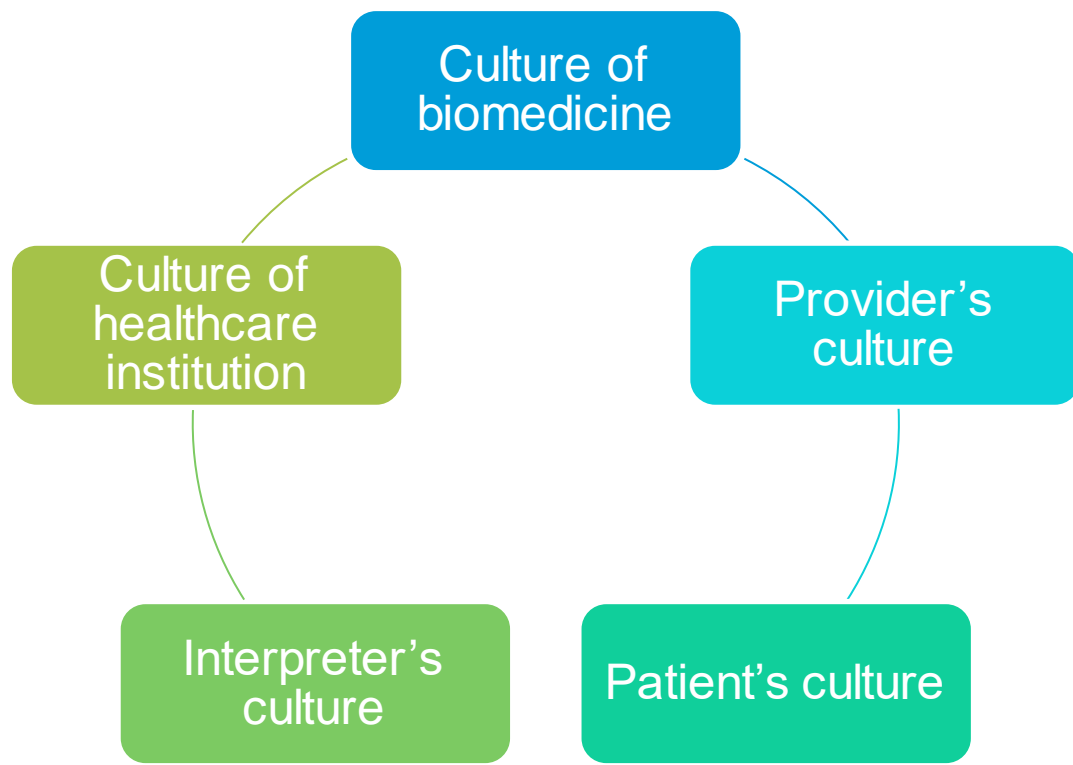 Culture of
biomedicine
Culture of
healthcare
institution
Provider’s
culture
Interpreter’s
culture
Patient’s culture